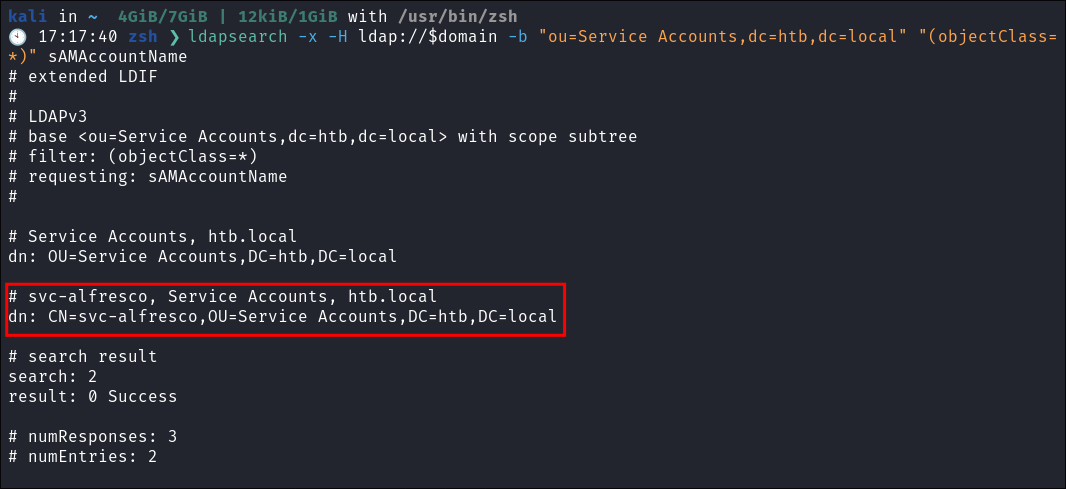 kali in ~  4GiB/7GiB | 12kiB/1GiB with /usr/bin/zsh
🕙 17:17:40 zsh ❯ ldapsearch -x -H ldap://$domain -b "ou=Service Accounts,dc=htb,dc=local" "(objectClass=
*)" sAMAccountName
# extended LDIF
#
# LDAPv3
# base <ou=Service Accounts,dc=htb,dc=local> with scope subtree
# filter: (objectClass=*)
# requesting: sAMAccountName
#
# Service Accounts, htb.local
dn: OU=Service Accounts,DC=htb,DC=local
# svc-alfresco, Service Accounts, htb.local
dn: CN=svc-alfresco,OU=Service Accounts,DC=htb,DC=local
# search result
search: 2
result: 0 Success
# numResponses: 3
# numEntries: 2